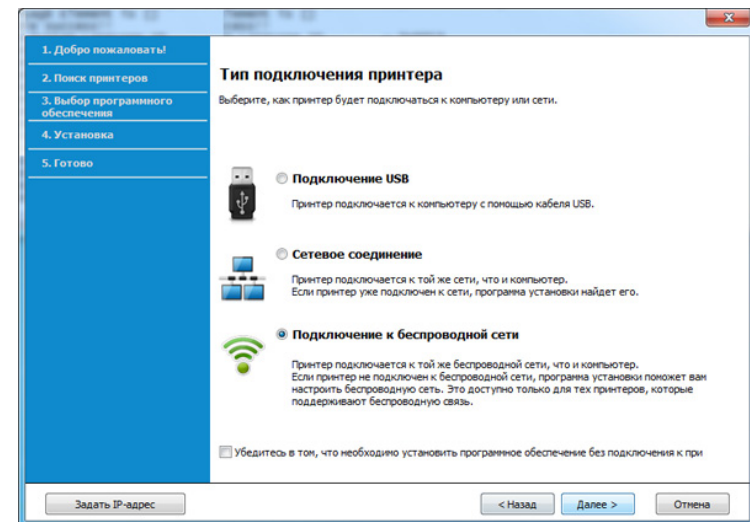 1. Добро пожаловать!
2. Поиск принтеров
3. Выбор программного
обеспечения
4. Установка
5. Готово
Тип подключения принтера
Выберите, как принтер будет подключаться к компьютеру или сети.
Подключение USB
Принтер подключается к компьютеру с помощью кабеля USB.
Сетевое соединение
Принтер подключается к той же сети, что и компьютер.
Если принтер уже подключен к сети, программа установки найдет его.
Подключение к беспроводной сети
Принтер подключается к той же беспроводной сети, что и компьютер.
Если принтер не подключен к беспроводной сети, программа установки поможет вам
настроить беспроводную сеть. Это доступно только для тех принтеров, которые
поддерживают беспроводную связь.
Убедитесь в том, что необходимо установить программное обеспечение без подключения к при
Задать IP-адрес
< Назад
Далее >
Отмена